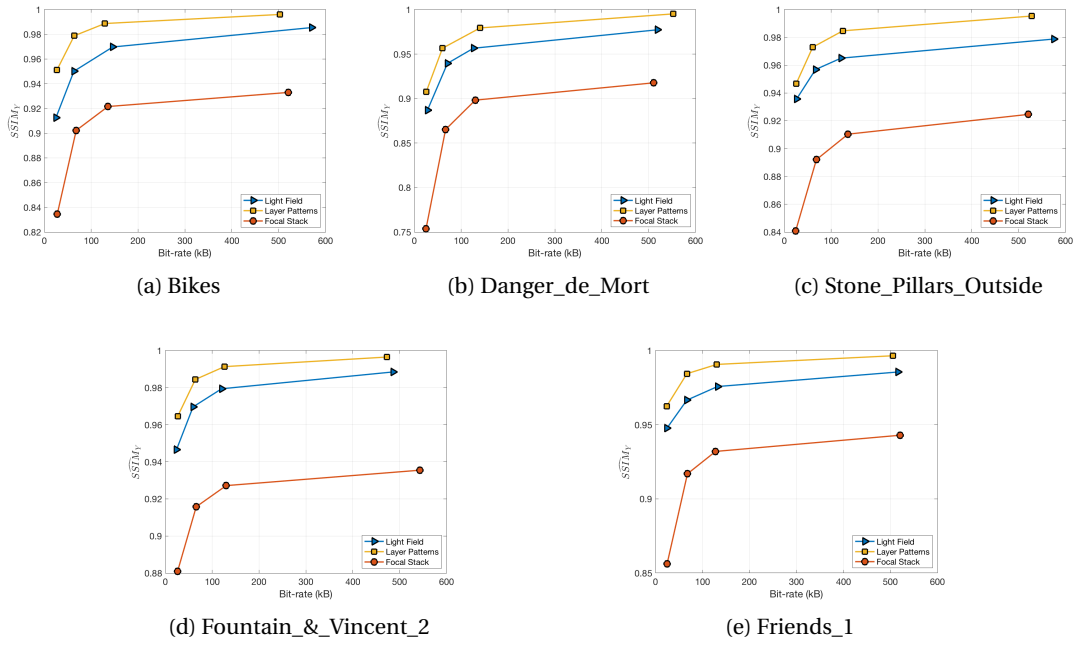 1
0.98
0.96
0.94
0.92
0.9
0.88
0.86
0.84
0.82
0 100 200 300 400 500 600
SSIM_Y
Bit-rate (kB)
Light Field
Layer Patterns
Focal Stack
(a) Bikes
1
0.95
0.9
0.85
0.8
0.75
0 100 200 300 400 500 600
SSIM_Y
Bit-rate (kB)
Light Field
Layer Patterns
Focal Stack
(b) Danger_de_Mort
1
0.98
0.96
0.94
0.92
0.9
0.88
0.86
0.84
0 100 200 300 400 500 600
SSIM_Y
Bit-rate (kB)
Light Field
Layer Patterns
Focal Stack
(c) Stone_Pillars_Outside
1
0.98
0.96
0.94
0.92
0.9
0.88
0 100 200 300 400 500 600
SSIM_Y
Bit-rate (kB)
Light Field
Layer Patterns
Focal Stack
(d) Fountain_&_Vincent_2
1
0.95
0.9
0.85
0 100 200 300 400 500 600
SSIM_Y
Bit-rate (kB)
Light Field
Layer Patterns
Focal Stack
(e) Friends_1